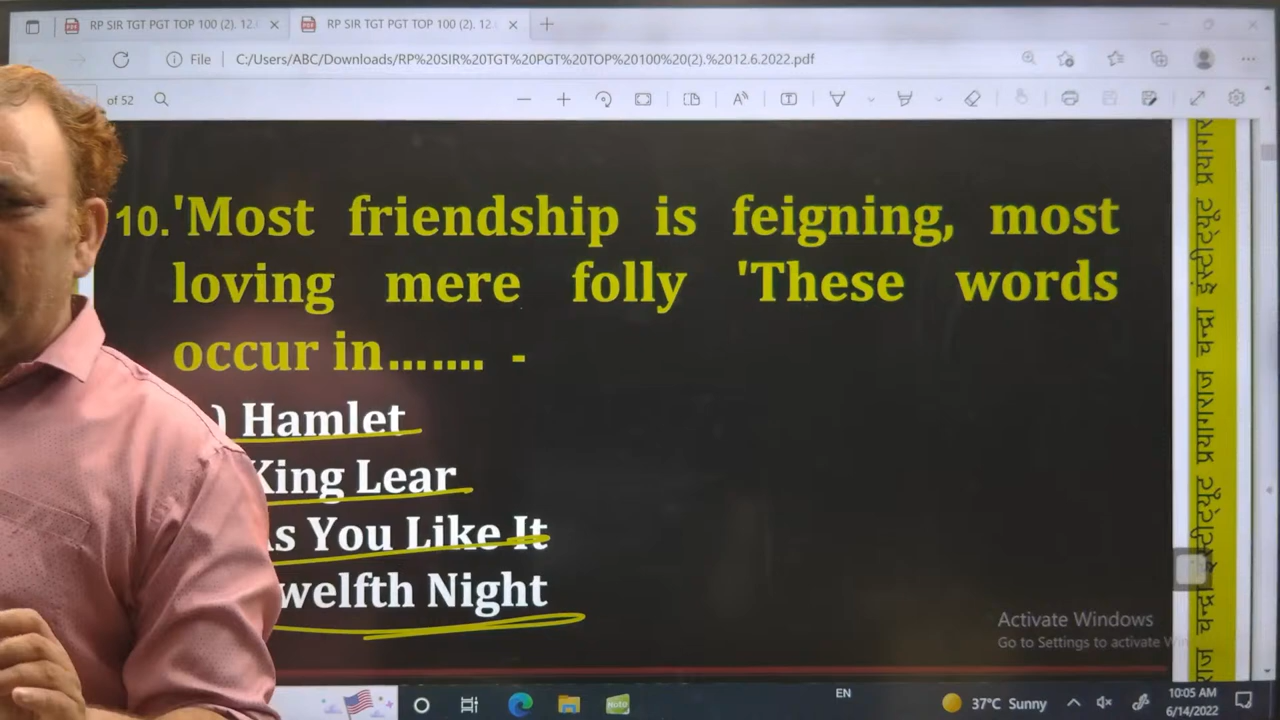 RP SIR TGT PGT TOP 100 (2). 12.
RP SIR TGT PGT TOP 100 (2). 12.
File
C:/Users/ABC/Downloads/RP%20SIR%20TGT%20PGT%20TOP%20100%20(2).%2012.6.2022.pdf
of 52
10. 'Most friendship is feigning, most
loving mere folly 'These words
occur in....... -
) Hamlet
King Lear
As You Like It
welfth Night
Activate Windows
Go to Settings to activate Wi
EN
37°C Sunny
10:05 AM
6/14/2022